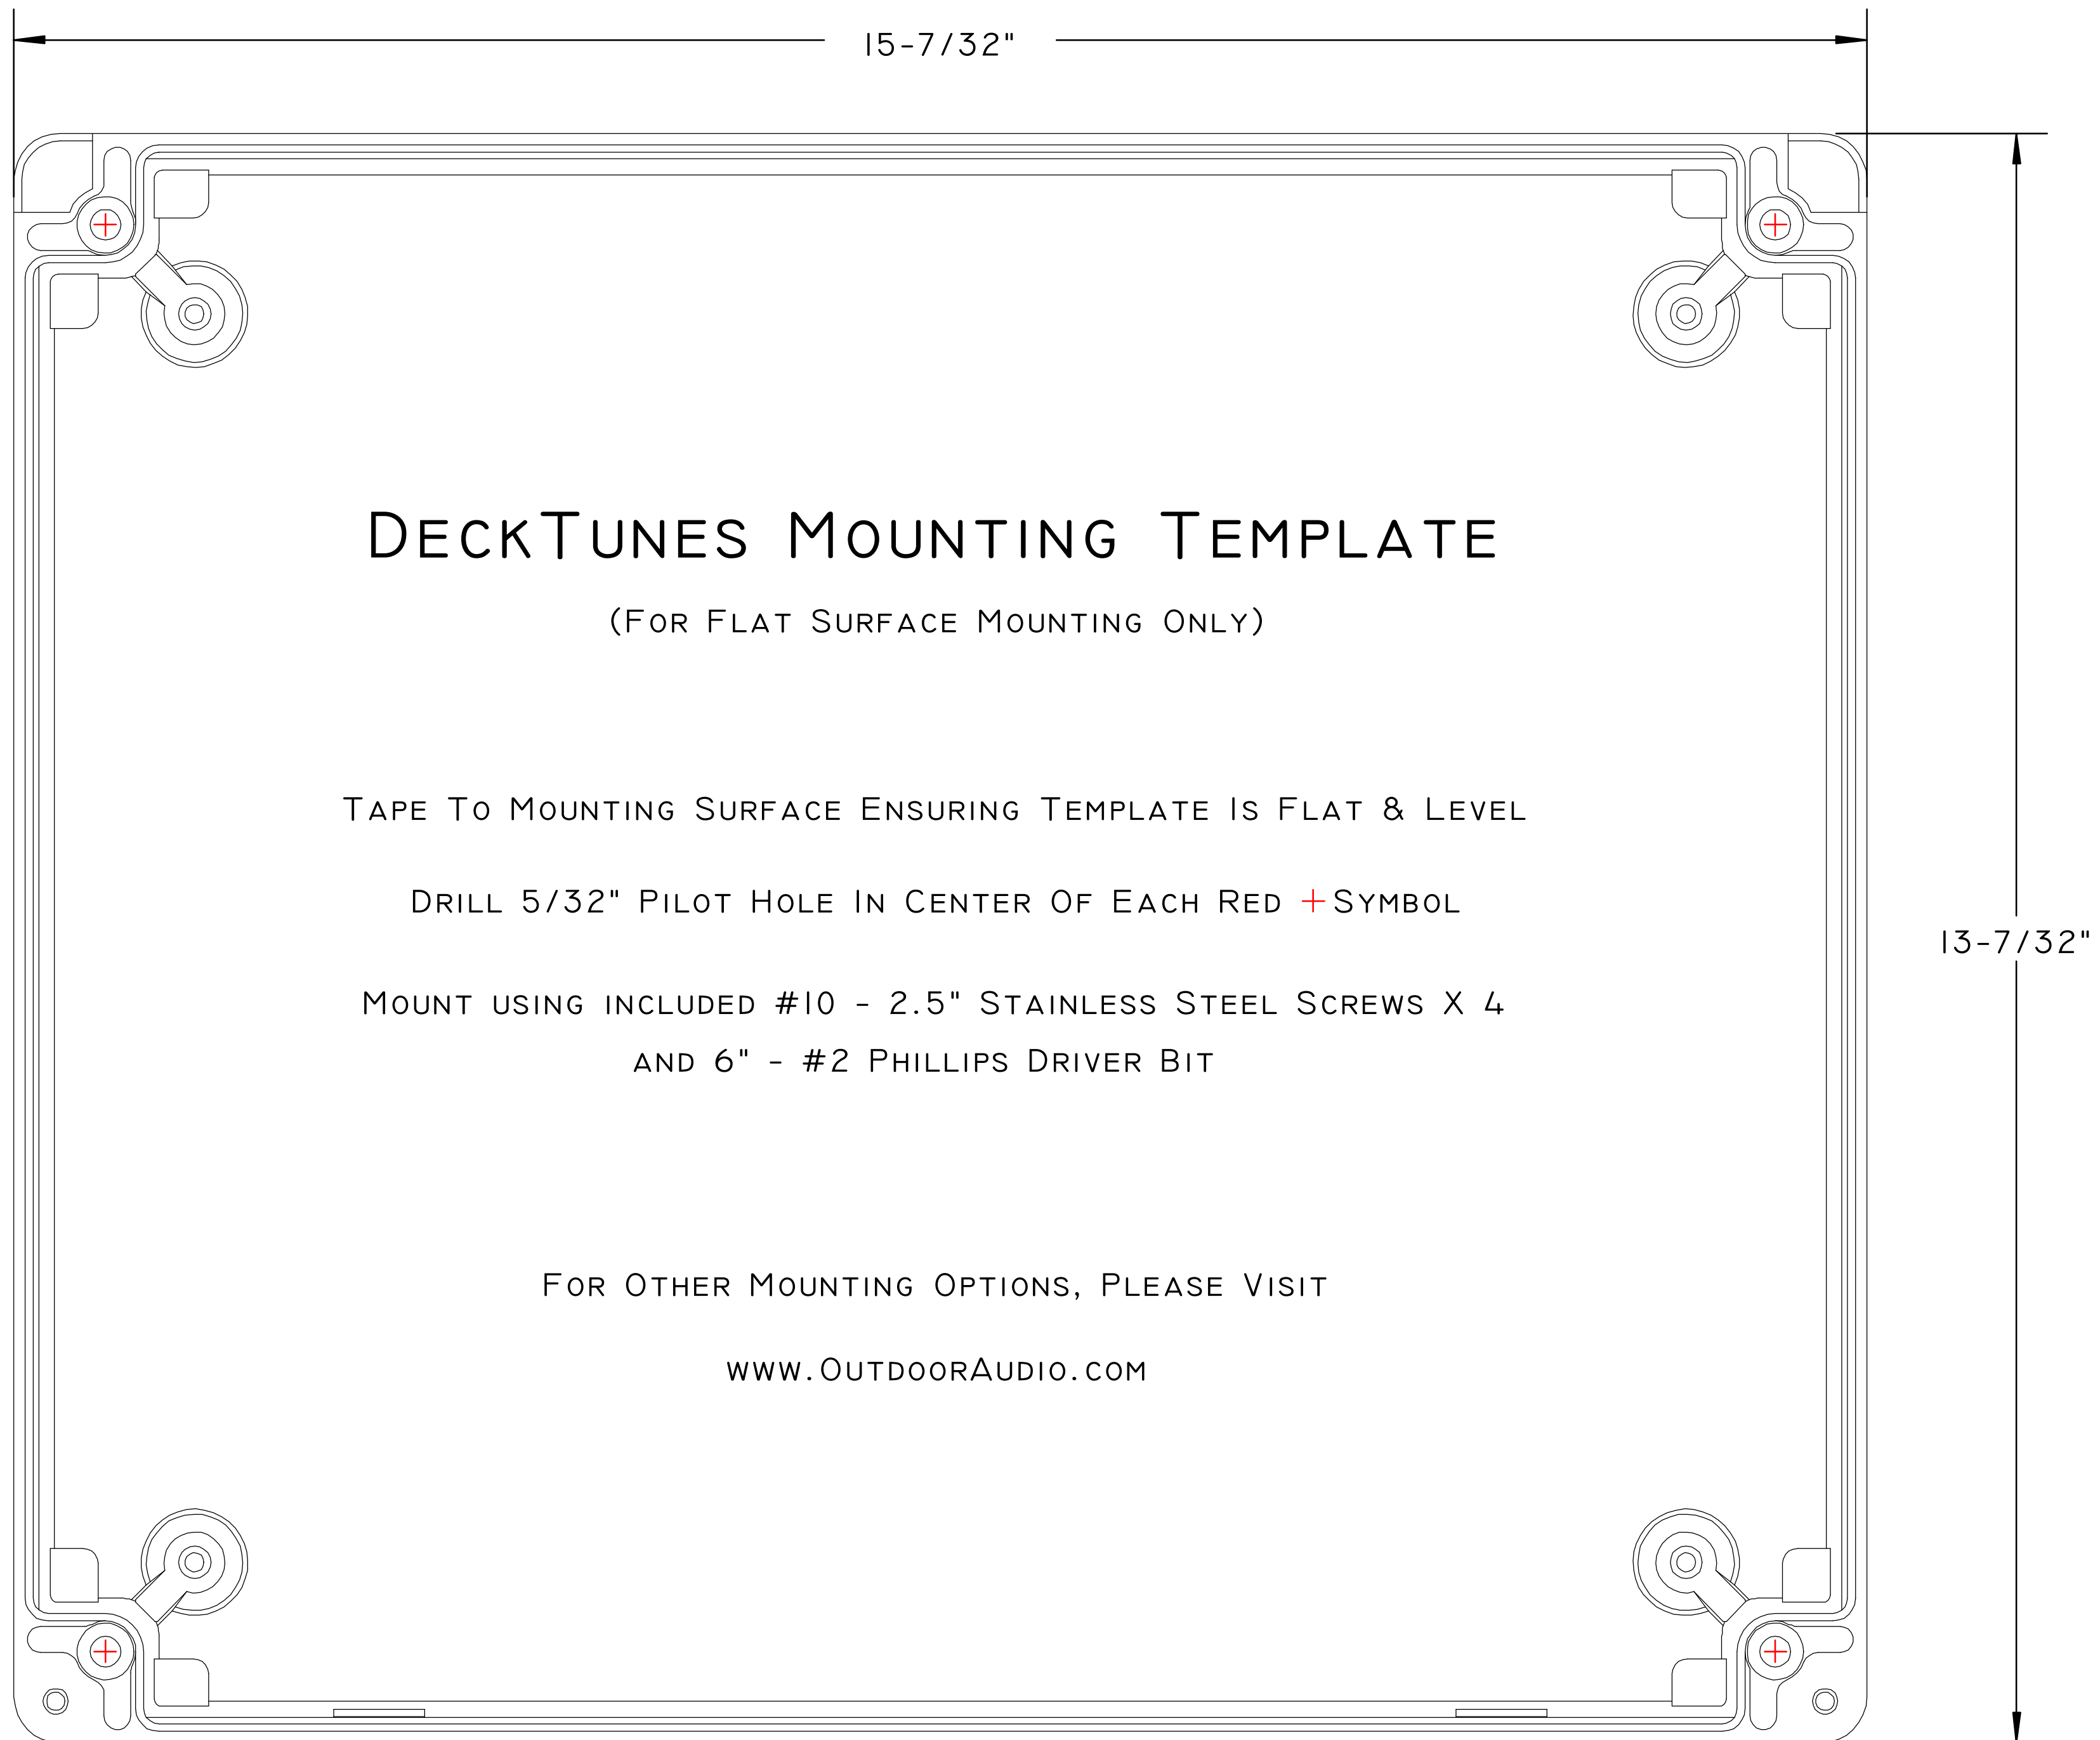 15-7/32"
DeckTunes Mounting Template
(For Flat Surface Mounting Only)
Tape To Mounting Surface Ensuring Template Is Flat & Level
Drill 5/32" Pilot Hole In Center Of Each Red + Symbol
13-7/32"
Mount using included #10 - 2.5" Stainless Steel Screws X 4
and 6" - #2 Phillips Driver Bit
For Other Mounting Options, Please Visit
www.OutdoorAudio.com